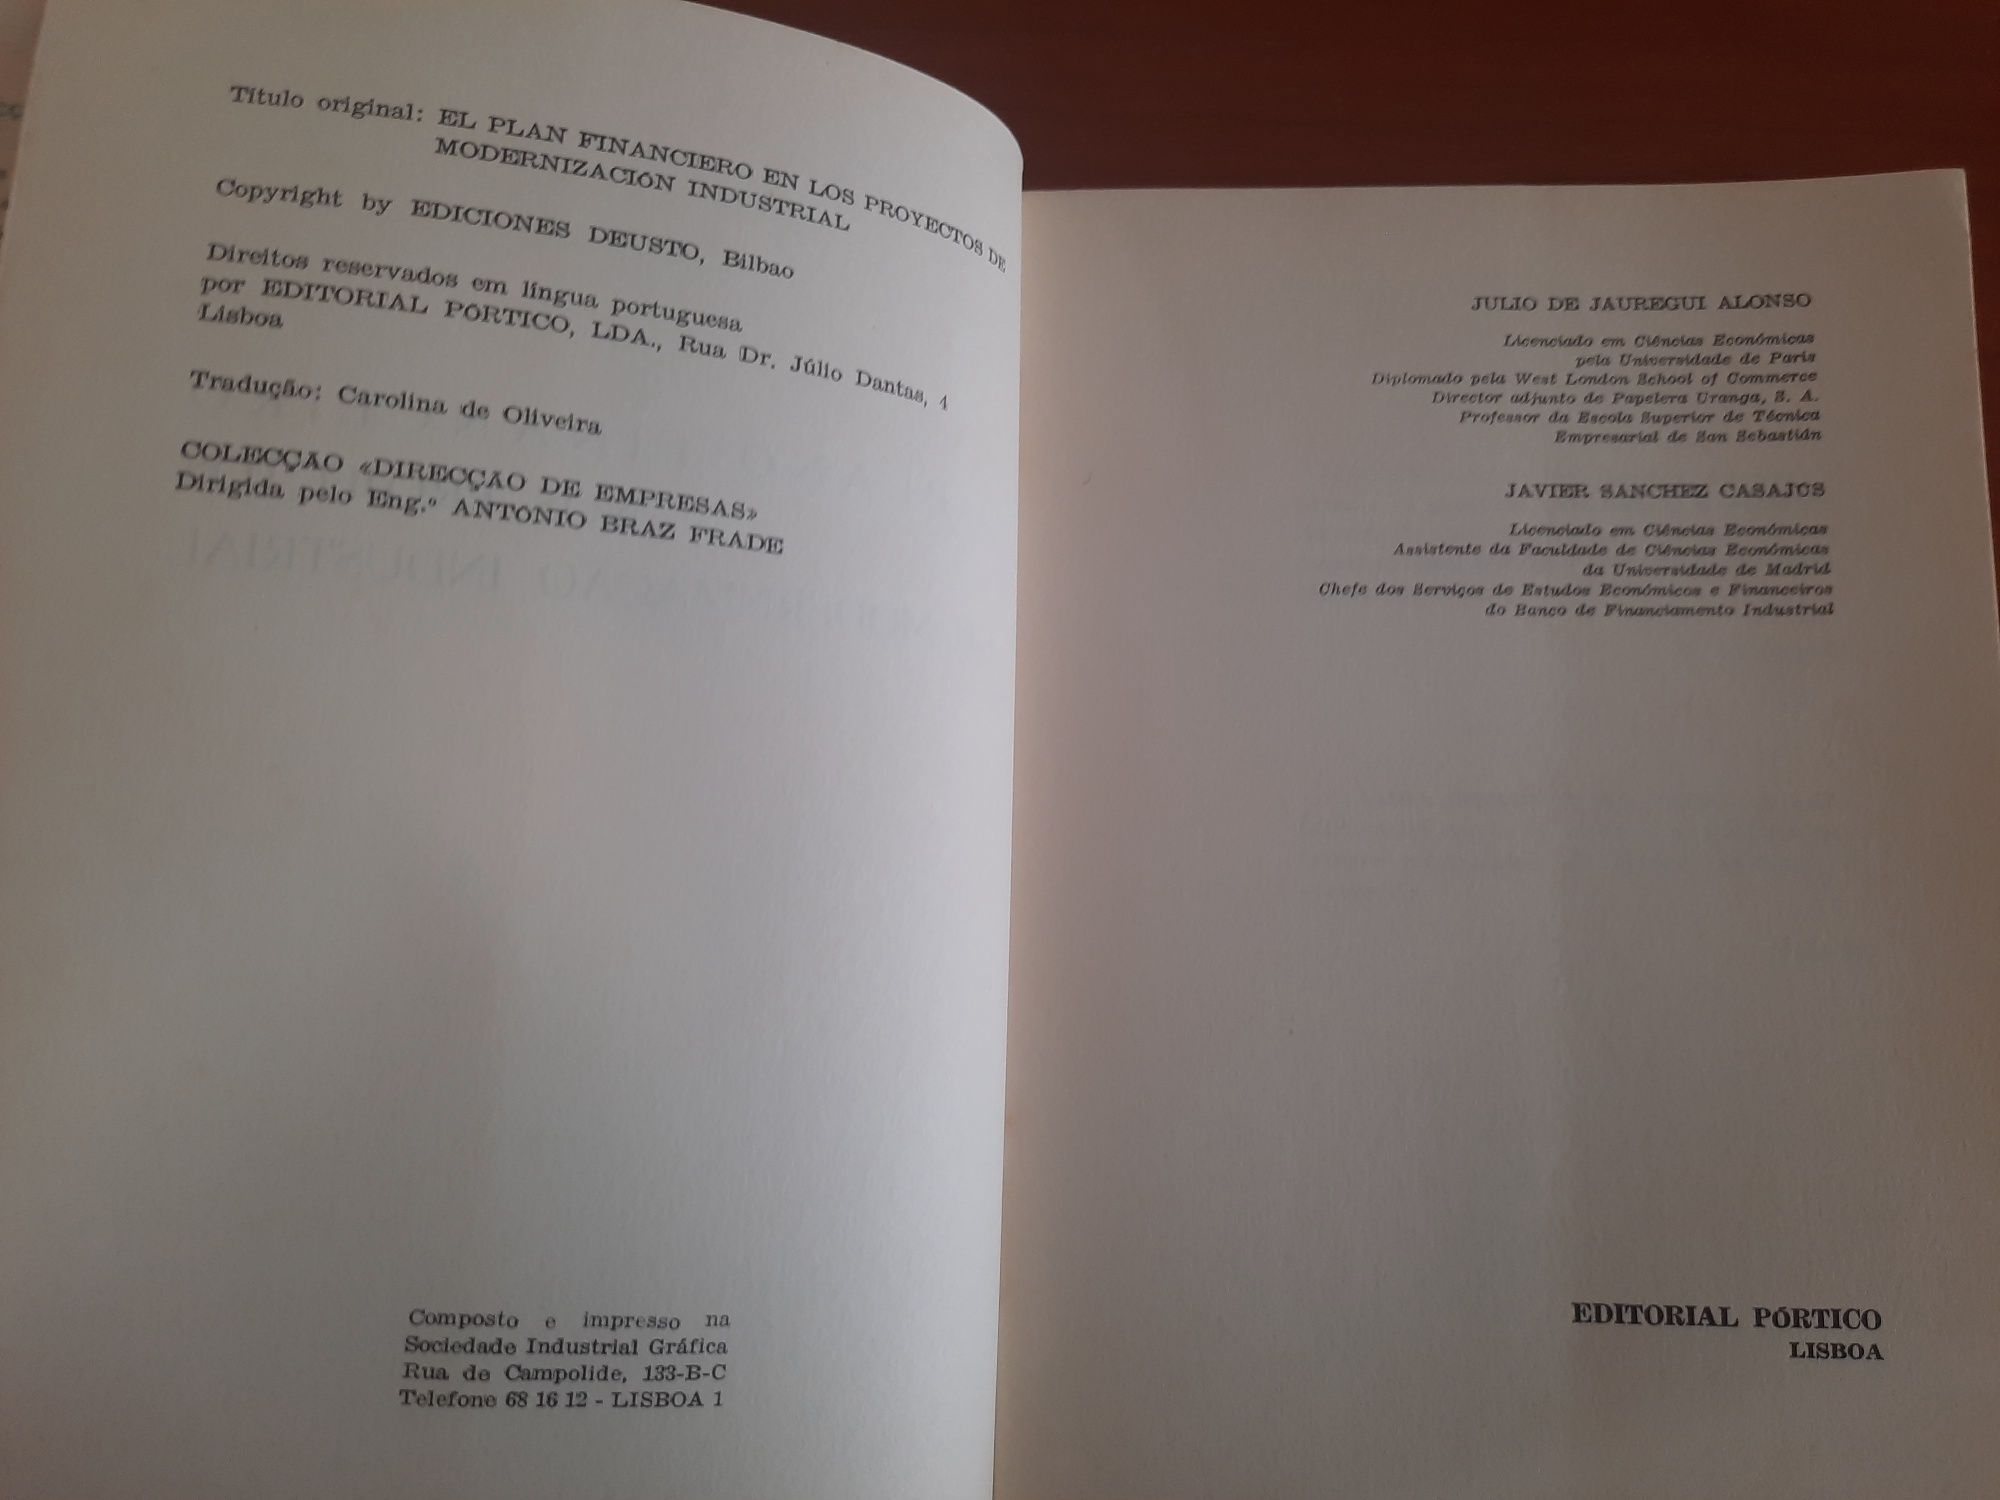 Título original: EL PLAN FINANCIERO EN LOS PROYECTOS DE
MODERNIZACIÓN INDUSTRIAL
Copyright by EDICIONES DEUSTO, Bilbao
Direitos reservados em língua portuguesa
por EDITORIAL PÓRTICO, LDA., Rua Dr. Júlio Dantas, 4
Lisboa
Tradução: Carolina de Oliveira
COLECÇÃO «DIRECÇÃO DE EMPRESAS»
Dirigida pelo Eng.º ANTÓNIO BRAZ FRADE
Composto e impresso na
Sociedade Industrial Gráfica
Rua de Campolide, 133-B-C
Telefone 68 16 12 - LISBOA 1
JULIO DE JAUREGUI ALONSO
Licenciado em Ciências Económicas
pela Universidade de Paris
Diplomado pela West London School of Commerce
Director adjunto de Papelera Uranga, S. A.
Professor da Escola Superior de Técnica
Empresarial de San Sebastián
JAVIER SANCHEZ CASAJÚS
Licenciado em Ciências Económicas
Assistente da Faculdade de Ciências Económicas
da Universidade de Madrid
Chefe dos Serviços de Estudos Económicos e Financeiros
do Banco de Financiamento Industrial
EDITORIAL PÓRTICO
LISBOA